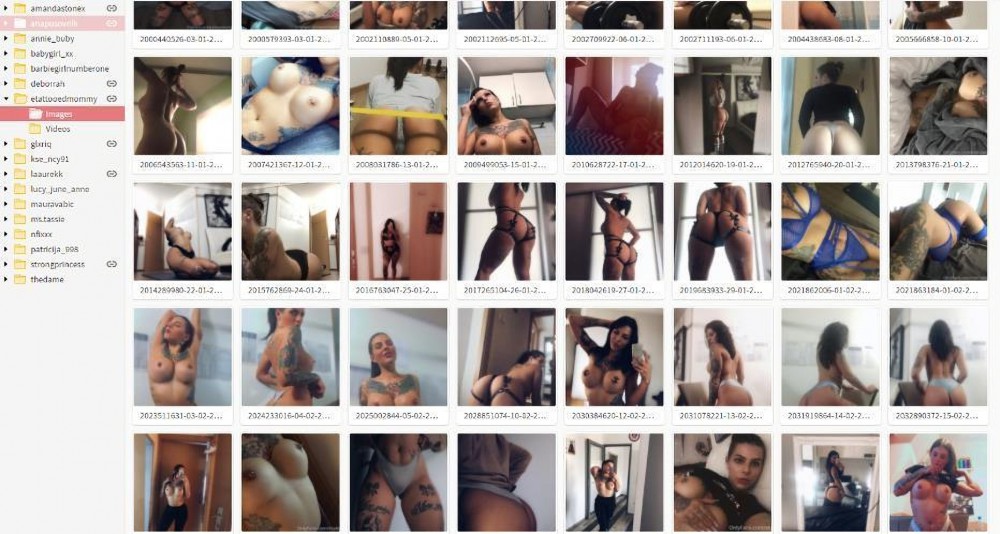 amandastonex
annie_buby
babygirl_xx
barbiegirlnumberone
deborrah
etattooedmommy
Images
Videos
glxriq
kse_ncy91
laaurekk
lucy_june_anne
mauravabic
ms.tassie
nfixxx
patricija_998
strongprincess
thedame
2000440526-03-01-2...
2000579393-03-01-2...
2002110889-05-01-2...
2002112695-05-01-2...
2002709922-06-01-2...
2002711193-06-01-2...
2004438683-08-01-2...
2005666858-10-01-2...
2006543563-11-01-2...
2007421367-12-01-2...
2008031786-13-01-2...
2009499053-15-01-2...
2010628722-17-01-2...
2012014620-19-01-2...
2012765940-20-01-2...
2013798376-21-01-2...
2014289980-22-01-2...
2015762869-24-01-2...
2016763047-25-01-2...
2017265104-26-01-2...
2018042619-27-01-2...
2019683933-29-01-2...
2021862006-01-02-2...
2021863184-01-02-2...
2023511631-03-02-2...
2024233016-04-02-2...
2025002844-05-02-2...
2028851074-10-02-2...
2030384620-12-02-2...
2031078221-13-02-2...
2031919864-14-02-2...
2032890372-15-02-2...